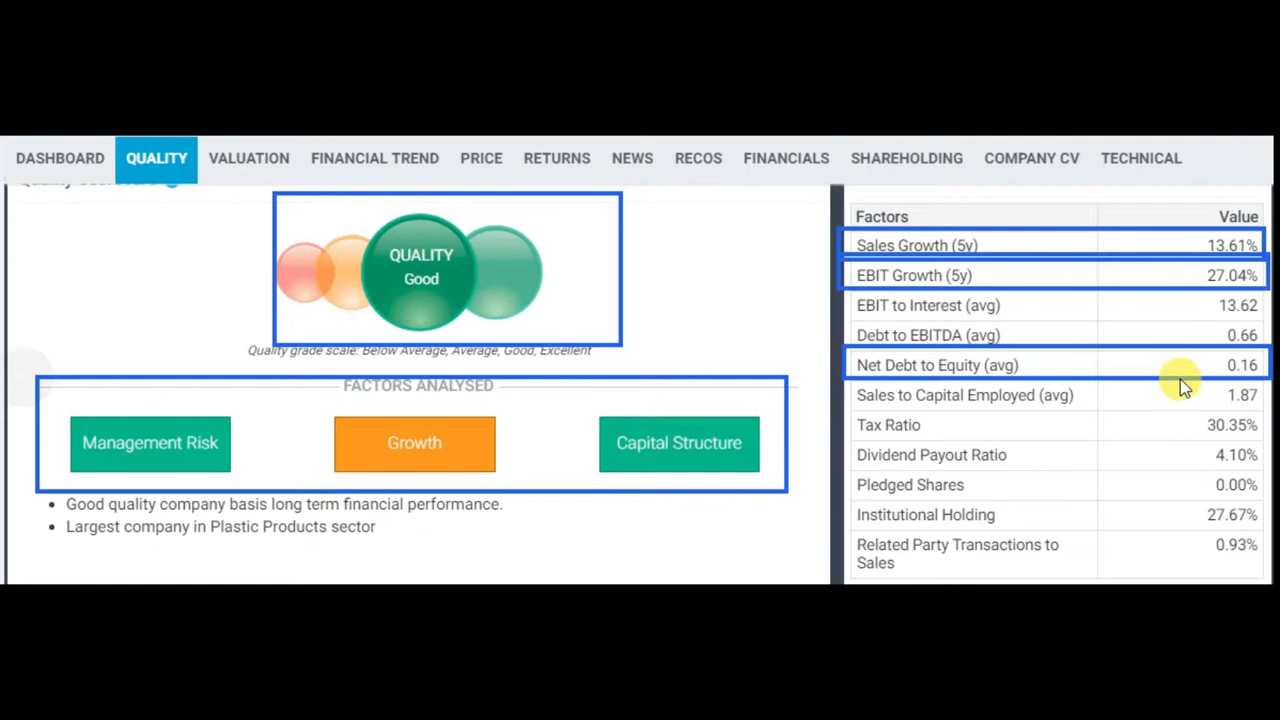 DASHBOARD QUALITY VALUATION FINANCIAL TREND PRICE RETURNS NEWS RECOS FINANCIALS SHAREHOLDING COMPANY CV TECHNICAL
Quality
QUALITY
Good
Quality grade scale: Below Average, Average, Good, Excellent
FACTORS ANALYSED
Management Risk Growth Capital Structure
Good quality company basis long term financial performance.
Largest company in Plastic Products sector
Factors Value
Sales Growth (5y) 13.61%
EBIT Growth (5y) 27.04%
EBIT to Interest (avg) 13.62
Debt to EBITDA (avg) 0.66
Net Debt to Equity (avg) 0.16
Sales to Capital Employed (avg) 1.87
Tax Ratio 30.35%
Dividend Payout Ratio 4.10%
Pledged Shares 0.00%
Institutional Holding 27.67%
Related Party Transactions to 0.93%
Sales